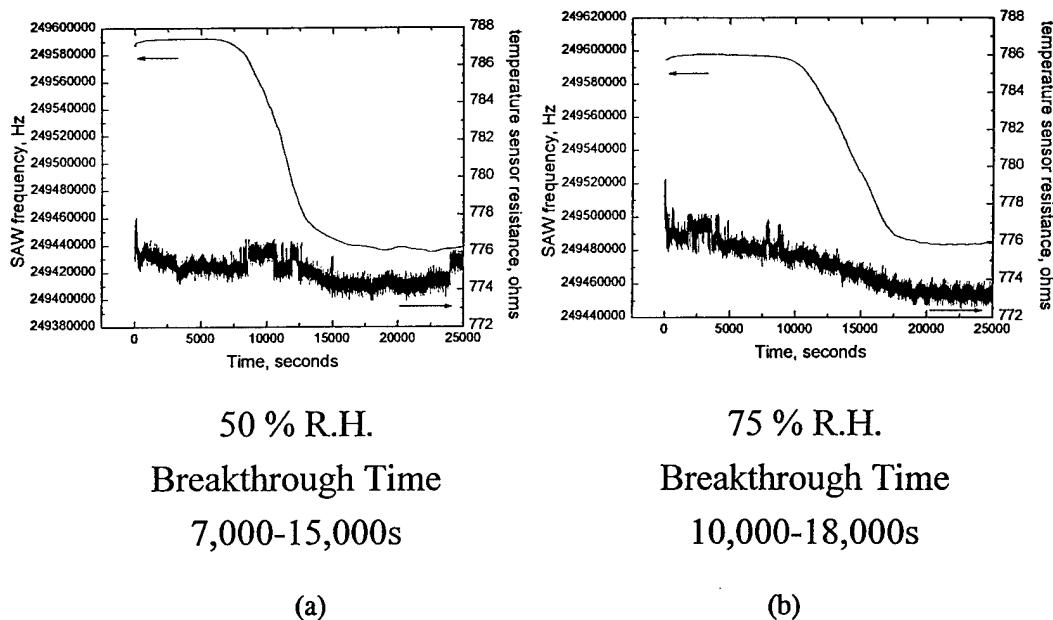 249600000
249580000
249560000
249540000
249520000
249500000
249480000
249460000
249440000
249420000
249400000
249380000
SAW frequency, Hz
788
786
784
782
780
778
776
774
772
temperature sensor resistance, ohms
0 5000 10000 15000 20000 25000
Time, seconds
50 % R.H.
Breakthrough Time
7,000-15,000s
(a)
249620000
249600000
249580000
249560000
249540000
249520000
249500000
249480000
249460000
249440000
SAW frequency, Hz
788
786
784
782
780
778
776
774
772
temperature sensor resistance, ohms
0 5000 10000 15000 20000 25000
Time, seconds
75 % R.H.
Breakthrough Time
10,000-18,000s
(b)